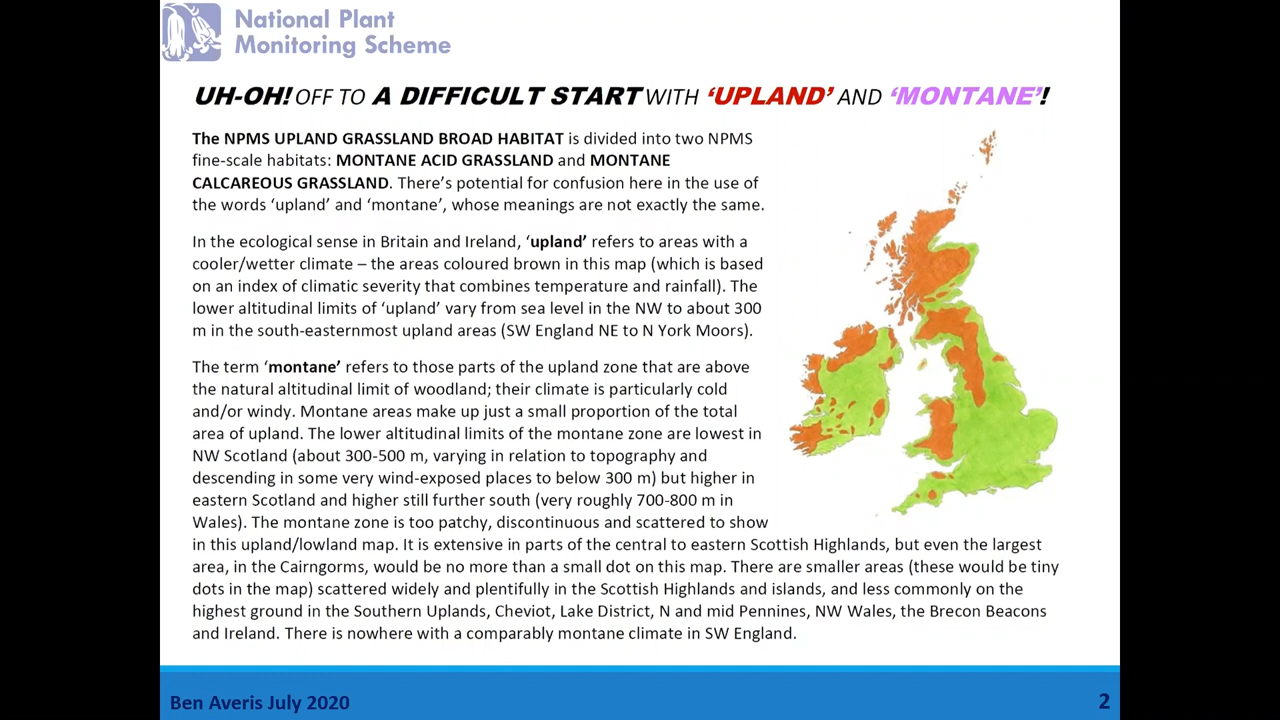 National Plant
Monitoring Scheme
UH-OH! OFF TO A DIFFICULT START WITH ‘UPLAND’ AND ‘MONTANE’!
The NPMS UPLAND GRASSLAND BROAD HABITAT is divided into two NPMS
fine-scale habitats: MONTANE ACID GRASSLAND and MONTANE
CALCAREOUS GRASSLAND. There’s potential for confusion here in the use of
the words ‘upland’ and ‘montane’, whose meanings are not exactly the same.
In the ecological sense in Britain and Ireland, ‘upland’ refers to areas with a
cooler/wetter climate – the areas coloured brown in this map (which is based
on an index of climatic severity that combines temperature and rainfall). The
lower altitudinal limits of ‘upland’ vary from sea level in the NW to about 300
m in the south-easternmost upland areas (SW England NE to N York Moors).
The term ‘montane’ refers to those parts of the upland zone that are above
the natural altitudinal limit of woodland; their climate is particularly cold
and/or windy. Montane areas make up just a small proportion of the total
area of upland. The lower altitudinal limits of the montane zone are lowest in
NW Scotland (about 300-500 m, varying in relation to topography and
descending in some very wind-exposed places to below 300 m) but higher in
eastern Scotland and higher still further south (very roughly 700-800 m in
Wales). The montane zone is too patchy, discontinuous and scattered to show
in this upland/lowland map. It is extensive in parts of the central to eastern Scottish Highlands, but even the largest
area, in the Cairngorms, would be no more than a small dot on this map. There are smaller areas (these would be tiny
dots in the map) scattered widely and plentifully in the Scottish Highlands and islands, and less commonly on the
highest ground in the Southern Uplands, Cheviot, Lake District, N and mid Pennines, NW Wales, the Brecon Beacons
and Ireland. There is nowhere with a comparably montane climate in SW England.
Ben Averis July 2020
2